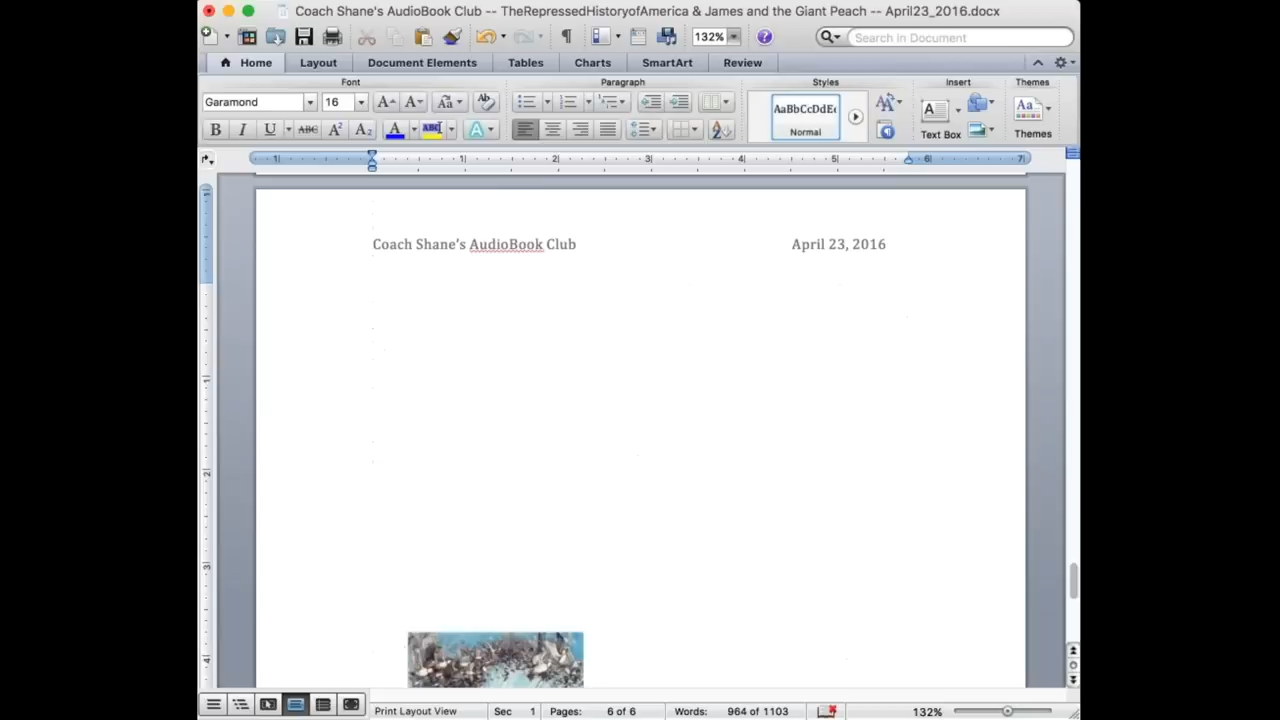 Coach Shane's AudioBook Club -- TheRepressedHistoryofAmerica & James and the Giant Peach -- April23_2016.docx
132%
Search in Document
Home Layout Document Elements Tables Charts SmartArt Review
Font Paragraph Styles Insert Themes
Garamond 16
AaBbCcDdEe
Normal
Text Box
Themes
Coach Shane's AudioBook Club April 23, 2016
Print Layout View Sec 1 Pages: 6 of 6 Words: 964 of 1103 132%